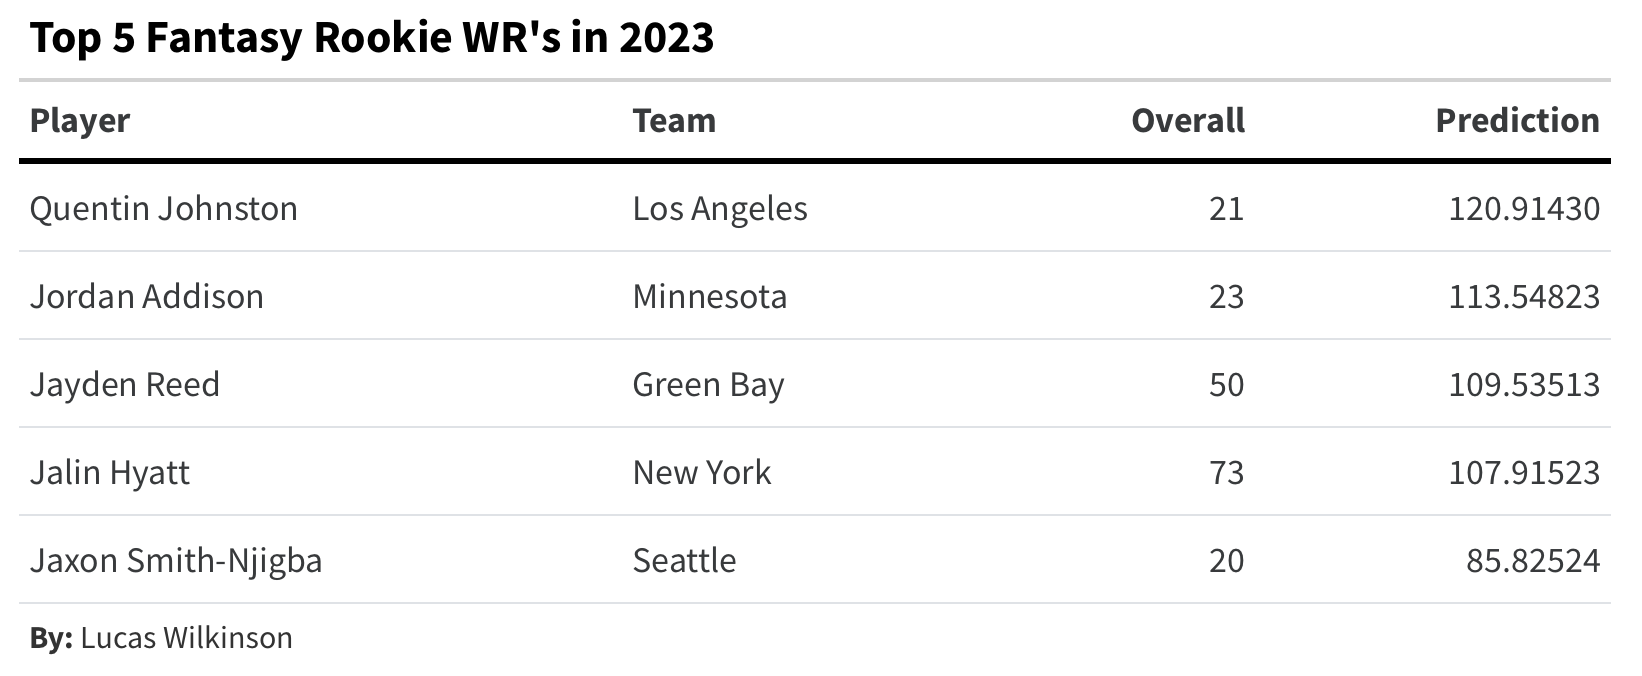 Top 5 Fantasy Rookie WR's in 2023
Player Team Overall Prediction
Quentin Johnston Los Angeles 21 120.91430
Jordan Addison Minnesota 23 113.54823
Jayden Reed Green Bay 50 109.53513
Jalin Hyatt New York 73 107.91523
Jaxon Smith-Njigba Seattle 20 85.82524
By: Lucas Wilkinson